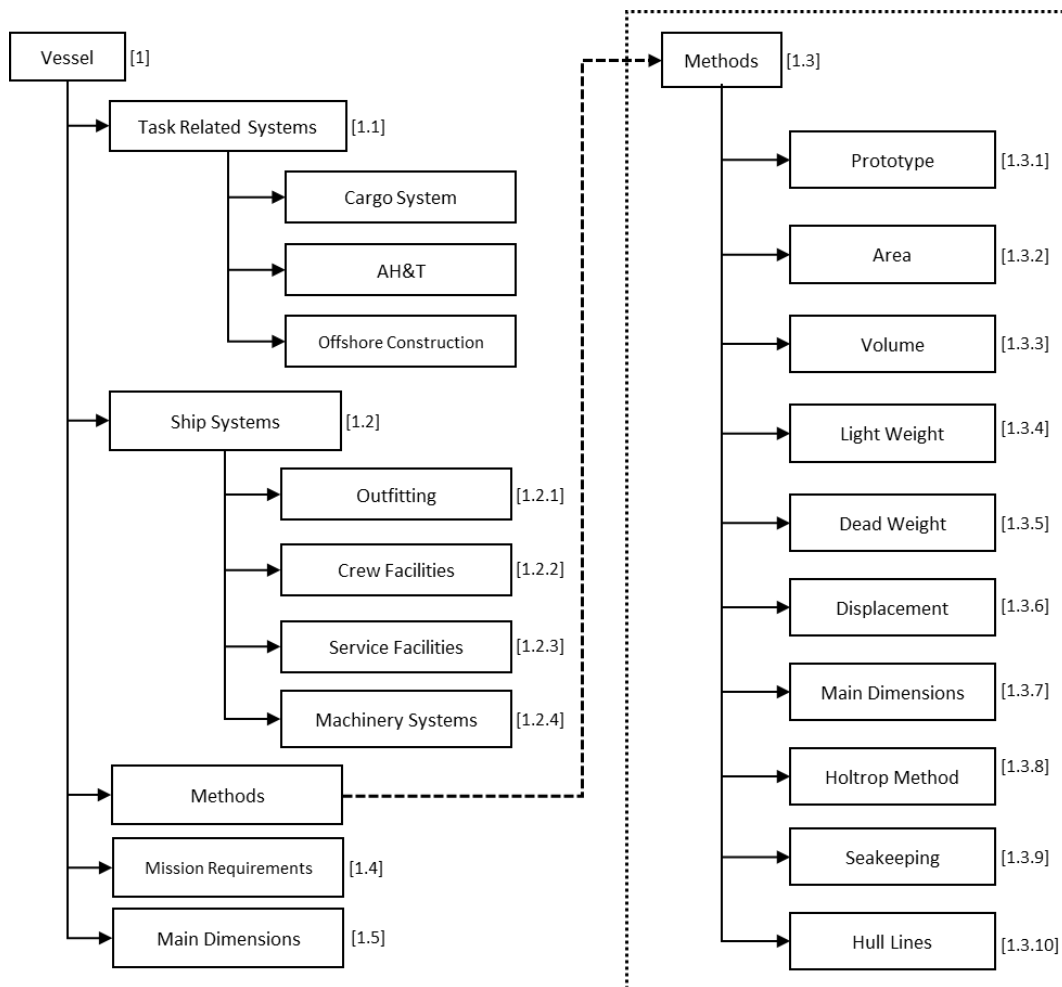 Vessel [1]
Task Related Systems [1.1]
Cargo System
AH&T
Offshore Construction
Ship Systems [1.2]
Outfitting [1.2.1]
Crew Facilities [1.2.2]
Service Facilities [1.2.3]
Machinery Systems [1.2.4]
Methods
Mission Requirements [1.4]
Main Dimensions [1.5]
Methods [1.3]
Prototype [1.3.1]
Area [1.3.2]
Volume [1.3.3]
Light Weight [1.3.4]
Dead Weight [1.3.5]
Displacement [1.3.6]
Main Dimensions [1.3.7]
Holtrop Method [1.3.8]
Seakeeping [1.3.9]
Hull Lines [1.3.10]